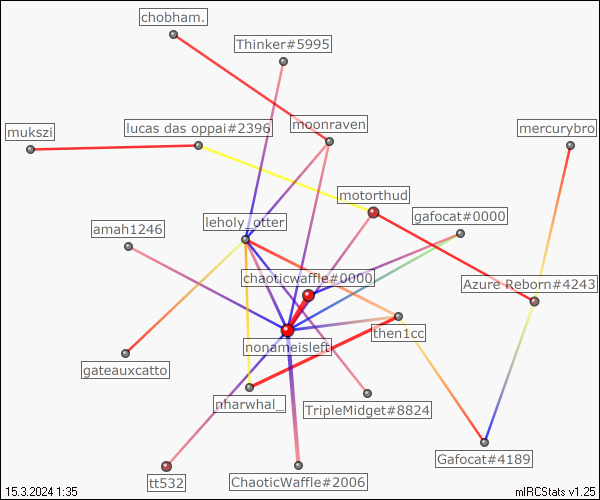 chobham.
Thinker#5995
mukszi
lucas das oppai#2396
moonraven
mercurybro
motorthud
leholy_otter
gafocat#0000
amah1246
chaoticwaffle#0000
Azure Reborn#4243
then1cc
nonameisleft
gateauxcatto
nharwhal_
TripleMidget#8824
Gafocat#4189
tt532
ChaoticWaffle#2006
15.3.2024 1:35
mIRCStats v1.25